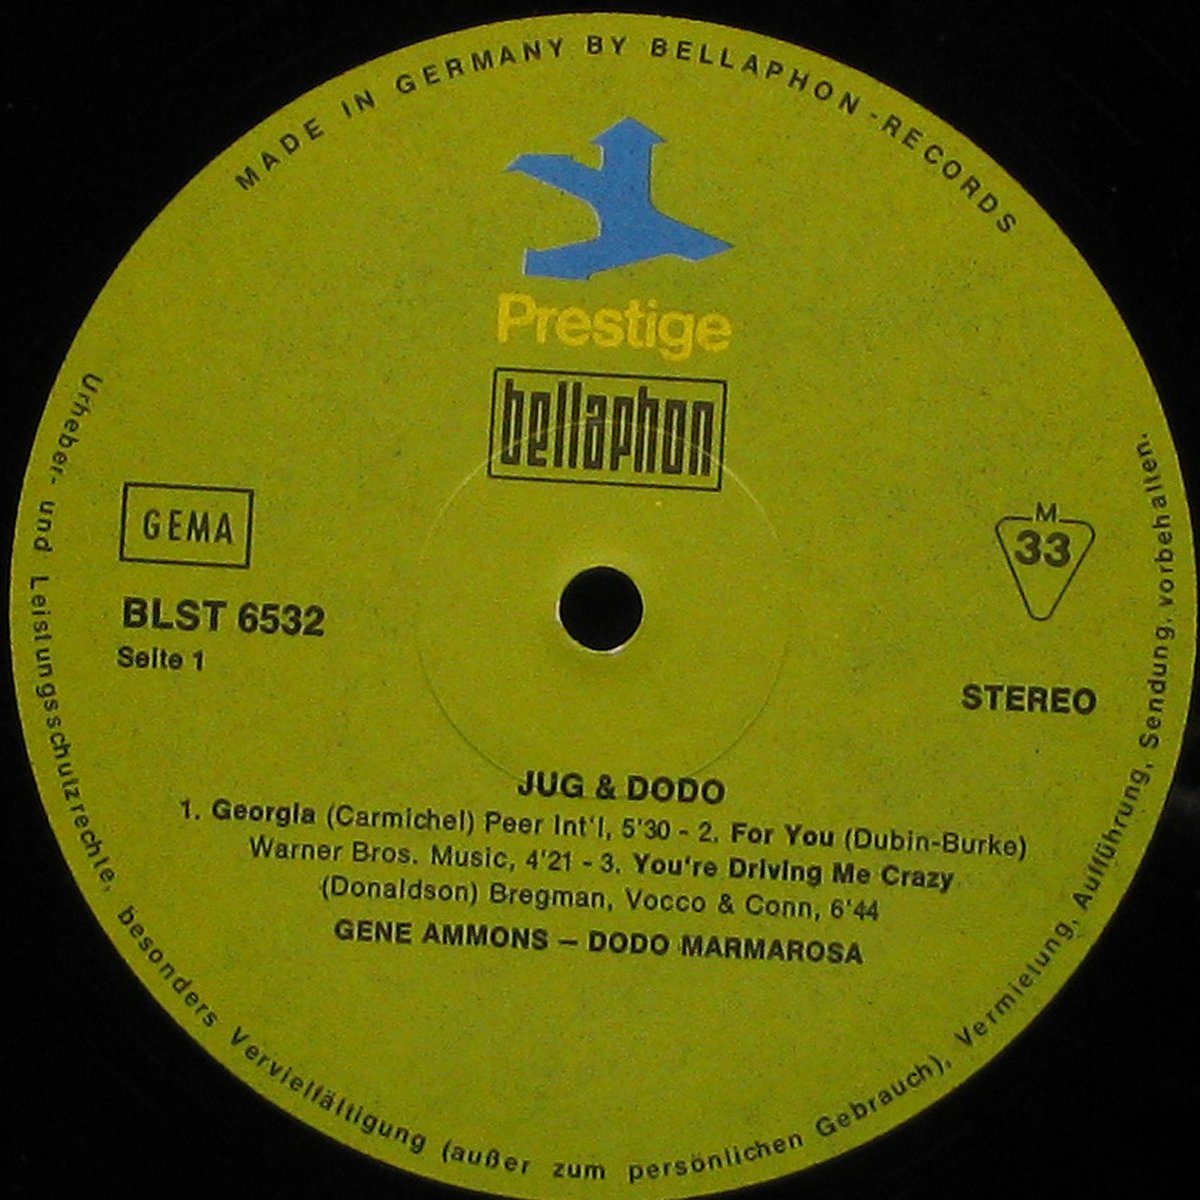 MADE IN GERMANY BY BELLAPHON-RECORDS
Prestige
bellaphon
GEMA
M
33
BLST 6532
Seite 1
STEREO
JUG & DODO
1. Georgia (Carmichel) Peer Int'l, 5'30 - 2. For You (Dubin-Burke)
Warner Bros. Music, 4'21 - 3. You're Driving Me Crazy
(Donaldson) Bregman, Vocco & Conn, 6'44
GENE AMMONS – DODO MARMAROSA
Urheber- und Leistungsschutzrechte, besonders Vervielfältigung (außer zum persönlichen Gebrauch), Vermietung, Aufführung, Sendung, vorbehalten.